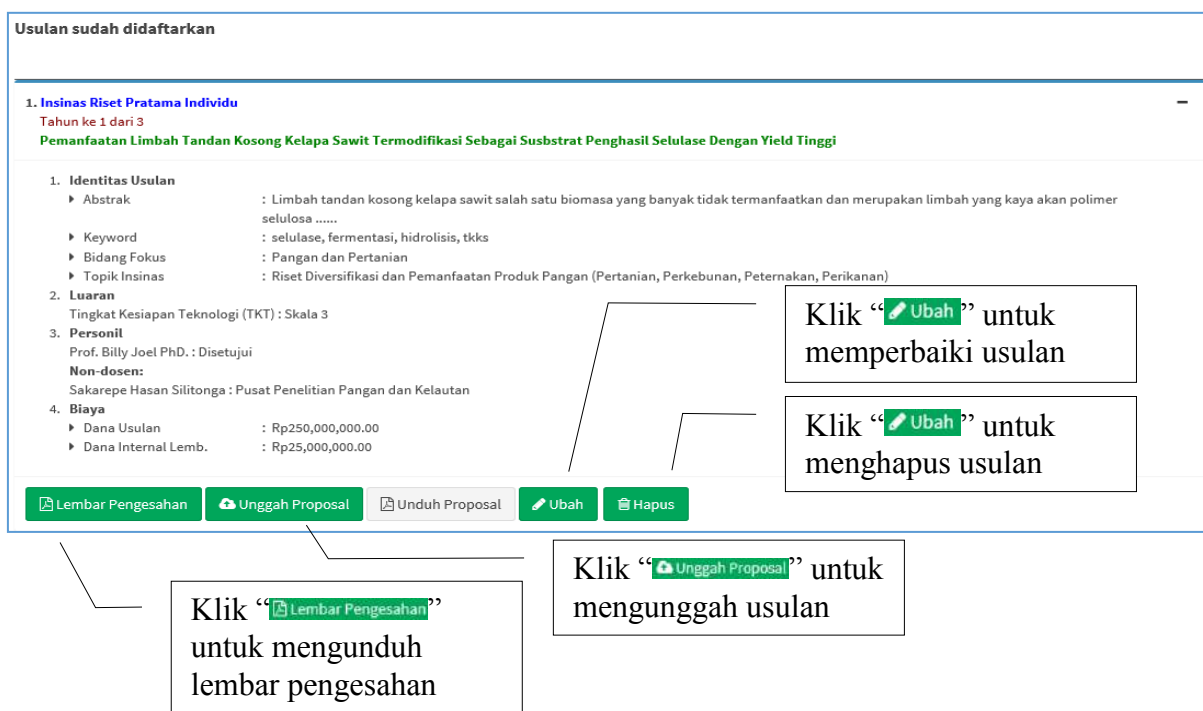 Usulan sudah didaftarkan
1. Insinas Riset Pratama Individu
Tahun ke 1 dari 3
Pemanfaatan Limbah Tandan Kosong Kelapa Sawit Termodifikasi Sebagai Susbstrat Penghasil Selulase Dengan Yield Tinggi
1. Identitas Usulan
Abstrak : Limbah tandan kosong kelapa sawit salah satu biomasa yang banyak tidak termanfaatkan dan merupakan limbah yang kaya akan polimer
selulosa ......
Keyword : selulase, fermentasi, hidrolisis, tkks
Bidang Fokus : Pangan dan Pertanian
Topik Insinas : Riset Diversifikasi dan Pemanfaatan Produk Pangan (Pertanian, Perkebunan, Peternakan, Perikanan)
2. Luaran
Tingkat Kesiapan Teknologi (TKT) : Skala 3
3. Personil
Prof. Billy Joel PhD. : Disetujui
Non-dosen:
Sakarepe Hasan Silitonga : Pusat Penelitian Pangan dan Kelautan
4. Biaya
Dana Usulan : Rp250,000,000.00
Dana Internal Lemb. : Rp25,000,000.00
Klik “Ubah” untuk
memperbaiki usulan
Klik “Ubah” untuk
menghapus usulan
Lembar Pengesahan Unggah Proposal Unduh Proposal Ubah Hapus
Klik “Unggah Proposal” untuk
mengunggah usulan
Klik “Lembar Pengesahan”
untuk mengunduh
lembar pengesahan